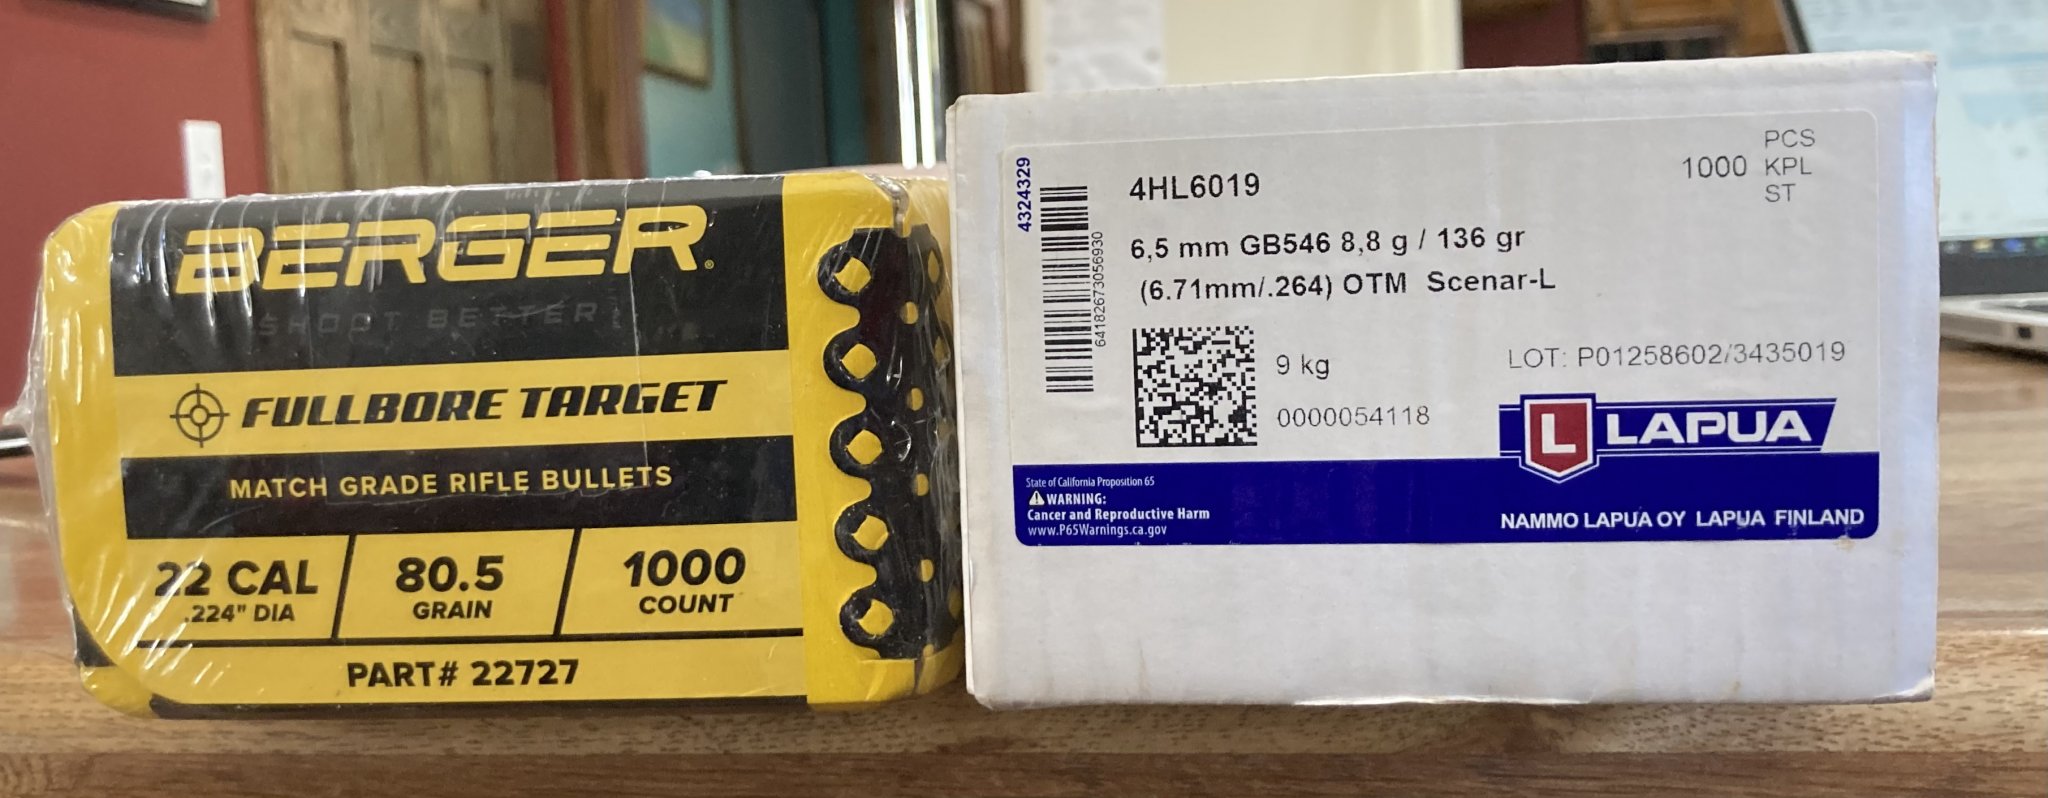 BERGER®
SHOOT BETTER
FULLBORE TARGET
MATCH GRADE RIFLE BULLETS
22 CAL
.224" DIA
80.5
GRAIN
1000
COUNT
PART# 22727
4324329
64182673056930
4HL6019
1000
PCS
KPL
ST
6,5 mm GB546 8,8 g / 136 gr
(6.71mm/.264) OTM Scenar-L
9 kg
0000054118
LOT: P01258602/3435019
L LAPUA
State of California Proposition 65
⚠WARNING:
Cancer and Reproductive Harm
www.P65Warnings.ca.gov
NAMMO LAPUA OY LAPUA FINLAND